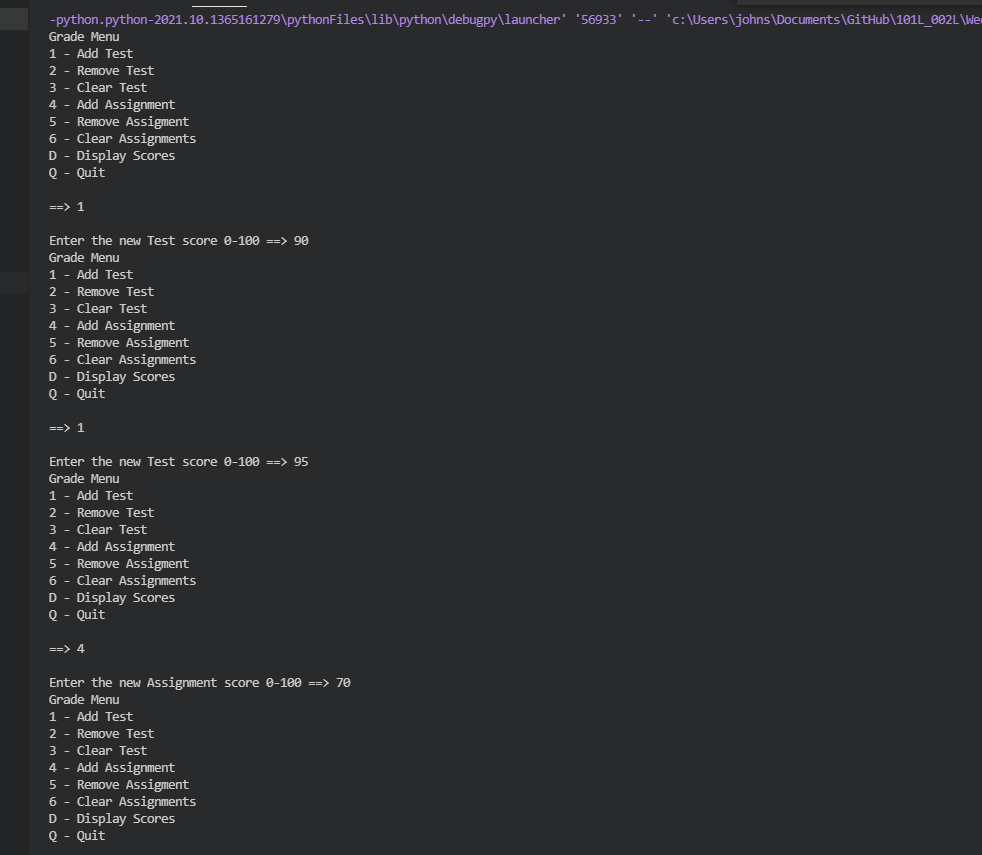 -python.python-2021.10.1365161279\pythonFiles\lib\python\debugpy\launcher' '56933' '--' 'c:\Users\johns\Documents\GitHub\101L_002L\Wee
Grade Menu
1 - Add Test
2 - Remove Test
3 - Clear Test
4 - Add Assignment
5 - Remove Assigment
6 - Clear Assignments
D - Display Scores
Q - Quit
==> 1
Enter the new Test score 0-100 ==> 90
Grade Menu
1 - Add Test
2 - Remove Test
3 - Clear Test
4 - Add Assignment
5 - Remove Assigment
6 - Clear Assignments
D - Display Scores
Q - Quit
==> 1
Enter the new Test score 0-100 ==> 95
Grade Menu
1 - Add Test
2 - Remove Test
3 - Clear Test
4 - Add Assignment
5 - Remove Assigment
6 - Clear Assignments
D - Display Scores
Q - Quit
==> 4
Enter the new Assignment score 0-100 ==> 70
Grade Menu
1 - Add Test
2 - Remove Test
3 - Clear Test
4 - Add Assignment
5 - Remove Assigment
6 - Clear Assignments
D - Display Scores
Q - Quit